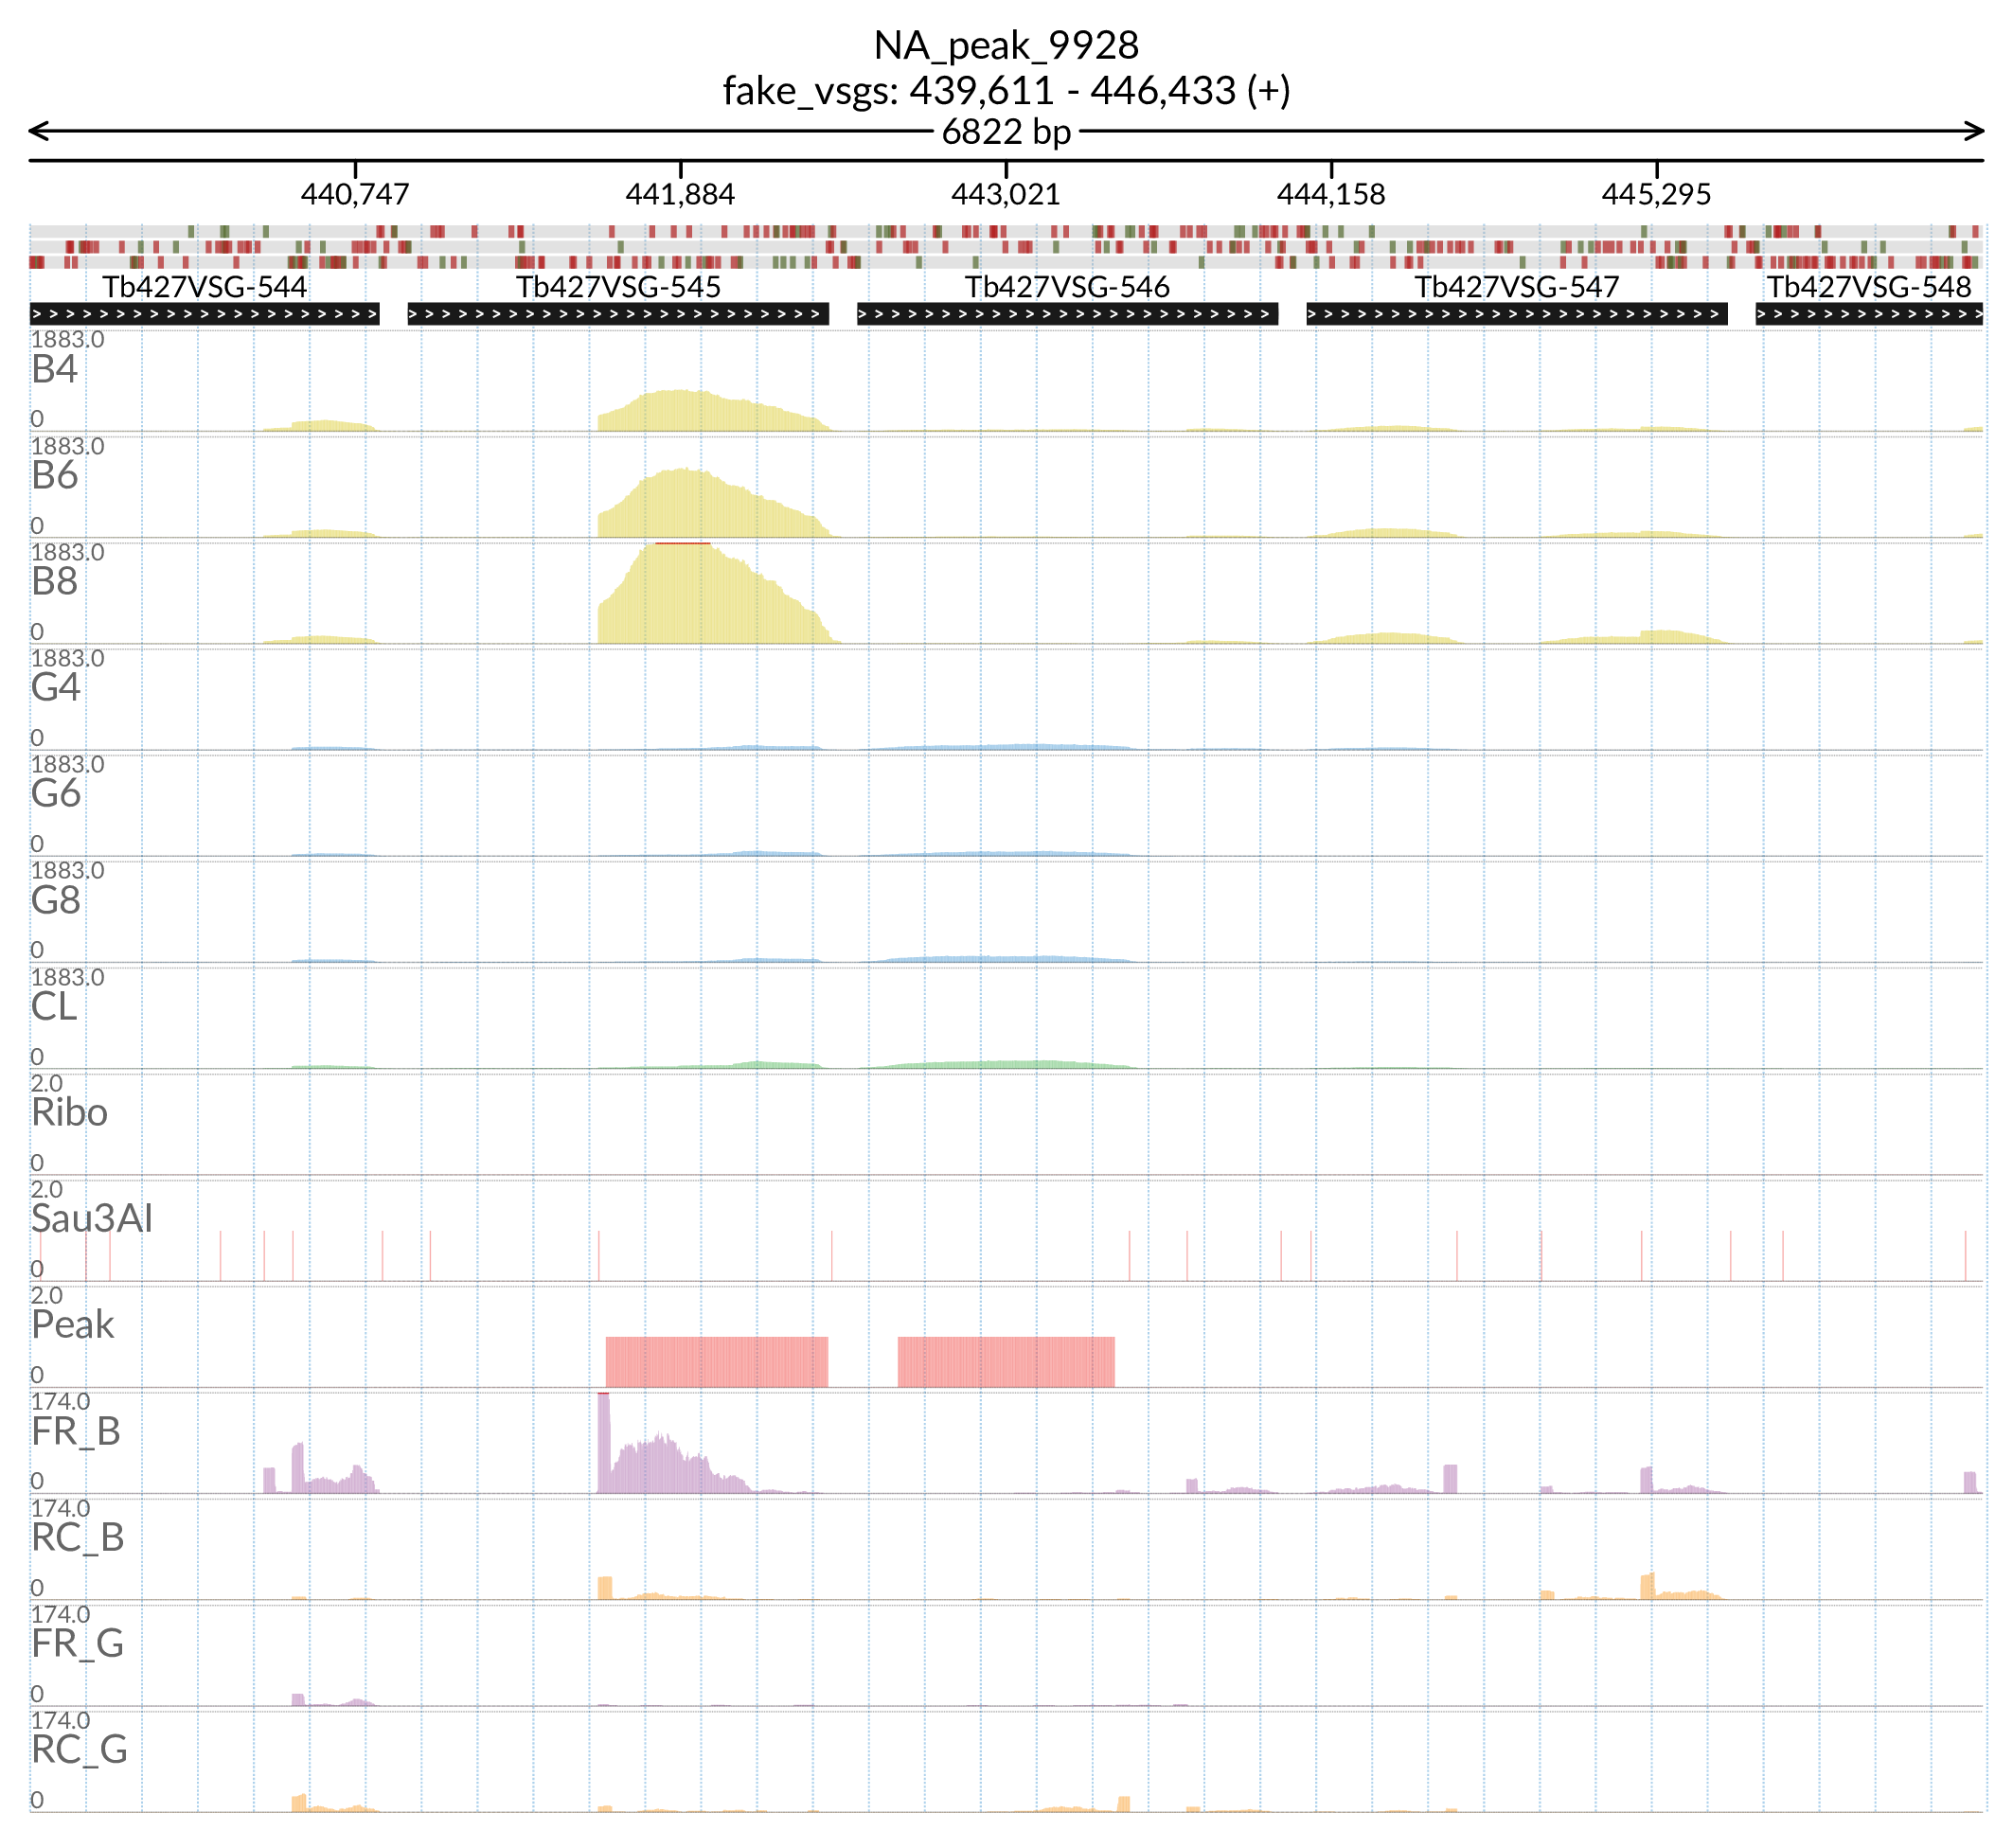 NA_peak_9928
fake_vsgs: 439,611 - 446,433 (+)
6822 bp
440,747 441,884 443,021 444,158 445,295
Tb427VSG-544 Tb427VSG-545 Tb427VSG-546 Tb427VSG-547 Tb427VSG-548
1883.0
B4
0
1883.0
B6
0
1883.0
B8
0
1883.0
G4
0
1883.0
G6
0
1883.0
G8
0
1883.0
CL
0
2.0
Ribo
0
2.0
Sau3AI
0
2.0
Peak
0
174.0
FR_B
0
174.0
RC_B
0
174.0
FR_G
0
174.0
RC_G
0